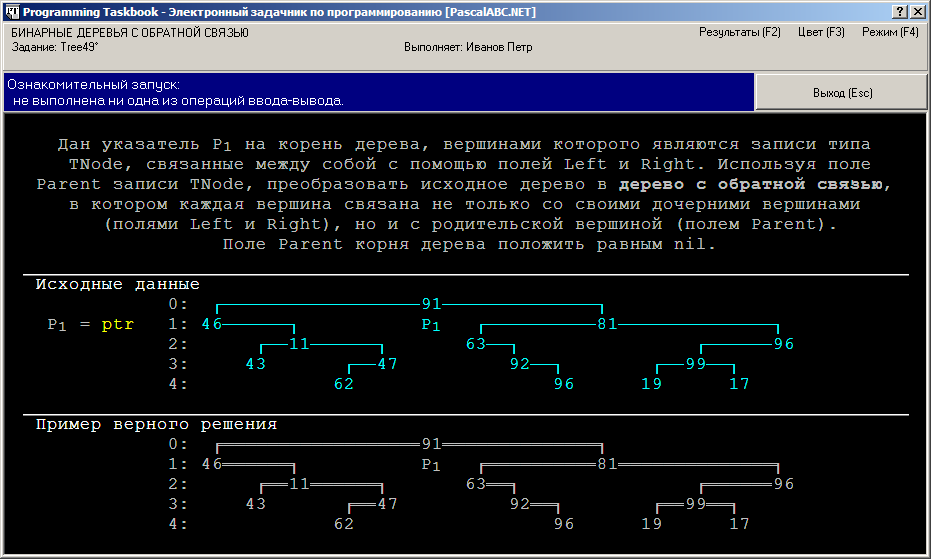 Programming Taskbook - Электронный задачник по программированию [PascalABC.NET]
БИНАРНЫЕ ДЕРЕВЬЯ С ОБРАТНОЙ СВЯЗЬЮ
Результаты (F2) Цвет (F3) Режим (F4)
Задание: Tree49° Выполняет: Иванов Петр
Ознакомительный запуск:
не выполнена ни одна из операций ввода-вывода.
Выход (Esc)
Дан указатель P1 на корень дерева, вершинами которого являются записи типа
TNode, связанные между собой с помощью полей Left и Right. Используя поле
Parent записи TNode, преобразовать исходное дерево в дерево с обратной связью,
в котором каждая вершина связана не только со своими дочерними вершинами
(полями Left и Right), но и с родительской вершиной (полем Parent).
Поле Parent корня дерева положить равным nil.
Исходные данные
0: 91
P1 = ptr 1: 46 P1 81
2: 11 63 96
3: 43 47 92 99
4: 62 96 19 17
Пример верного решения
0: 91
1: 46 P1 81
2: 11 63 96
3: 43 47 92 99
4: 62 96 19 17